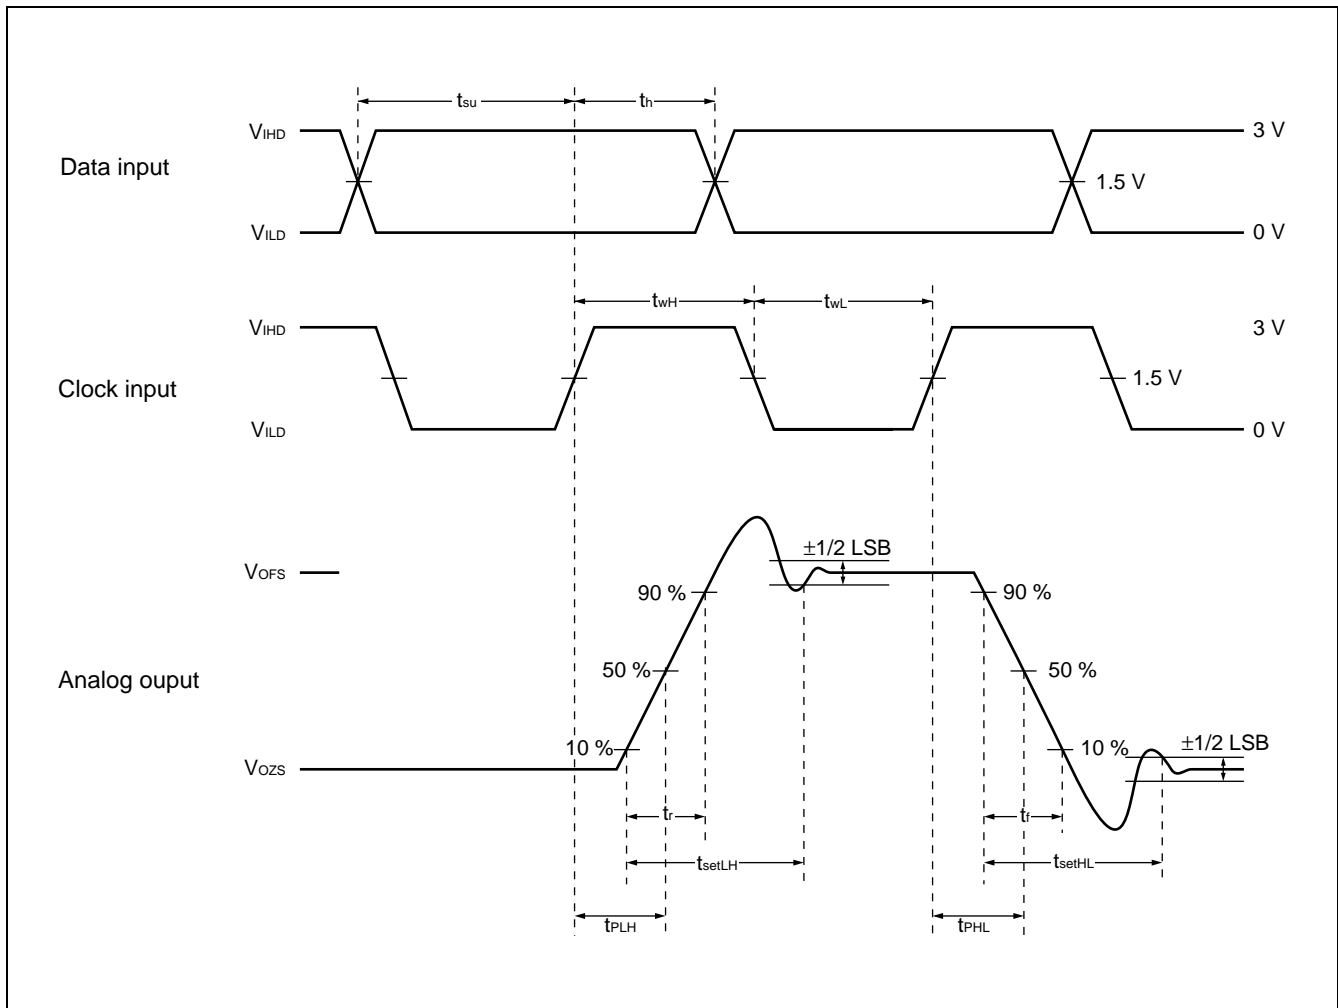 tsu
th
VIHD
3 V
Data input
1.5 V
VILD
0 V
twH
twL
VIHD
3 V
Clock input
1.5 V
VILD
0 V
±1/2 LSB
VOFS
90 %
90 %
50 %
50 %
Analog ouput
10 %
10 %
±1/2 LSB
VOZS
tr
tf
tsetLH
tsetHL
tPLH
tPHL